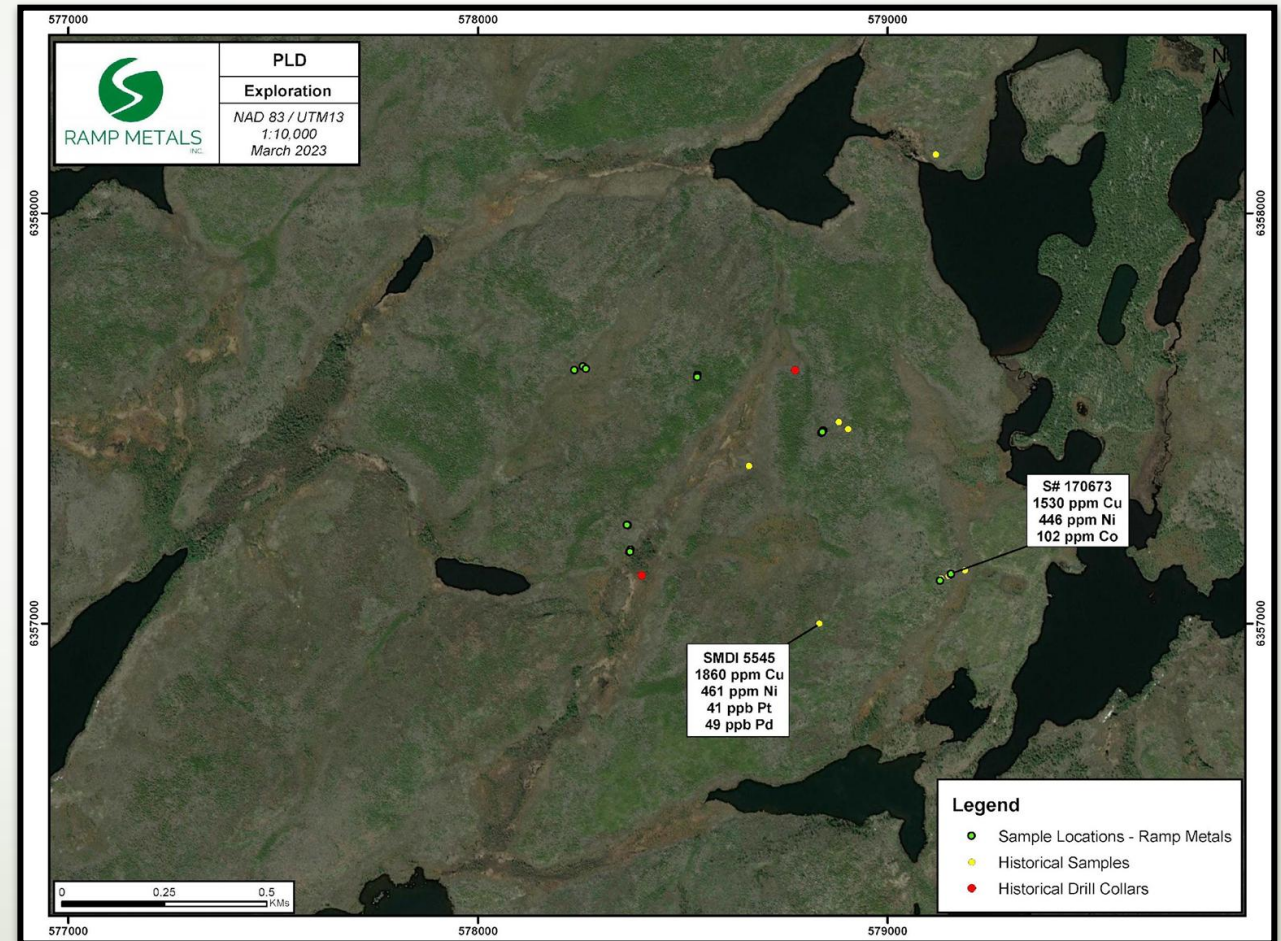 577000
578000
579000
RAMP METALS
INC.
PLD
Exploration
NAD 83 / UTM13
1:10,000
March 2023
N
6358000
6358000
S# 170673
1530 ppm Cu
446 ppm Ni
102 ppm Co
6357000
6357000
SMDI 5545
1860 ppm Cu
461 ppm Ni
41 ppb Pt
49 ppb Pd
Legend
Sample Locations - Ramp Metals
Historical Samples
Historical Drill Collars
0 0.25 0.5
KMs
577000
578000
579000